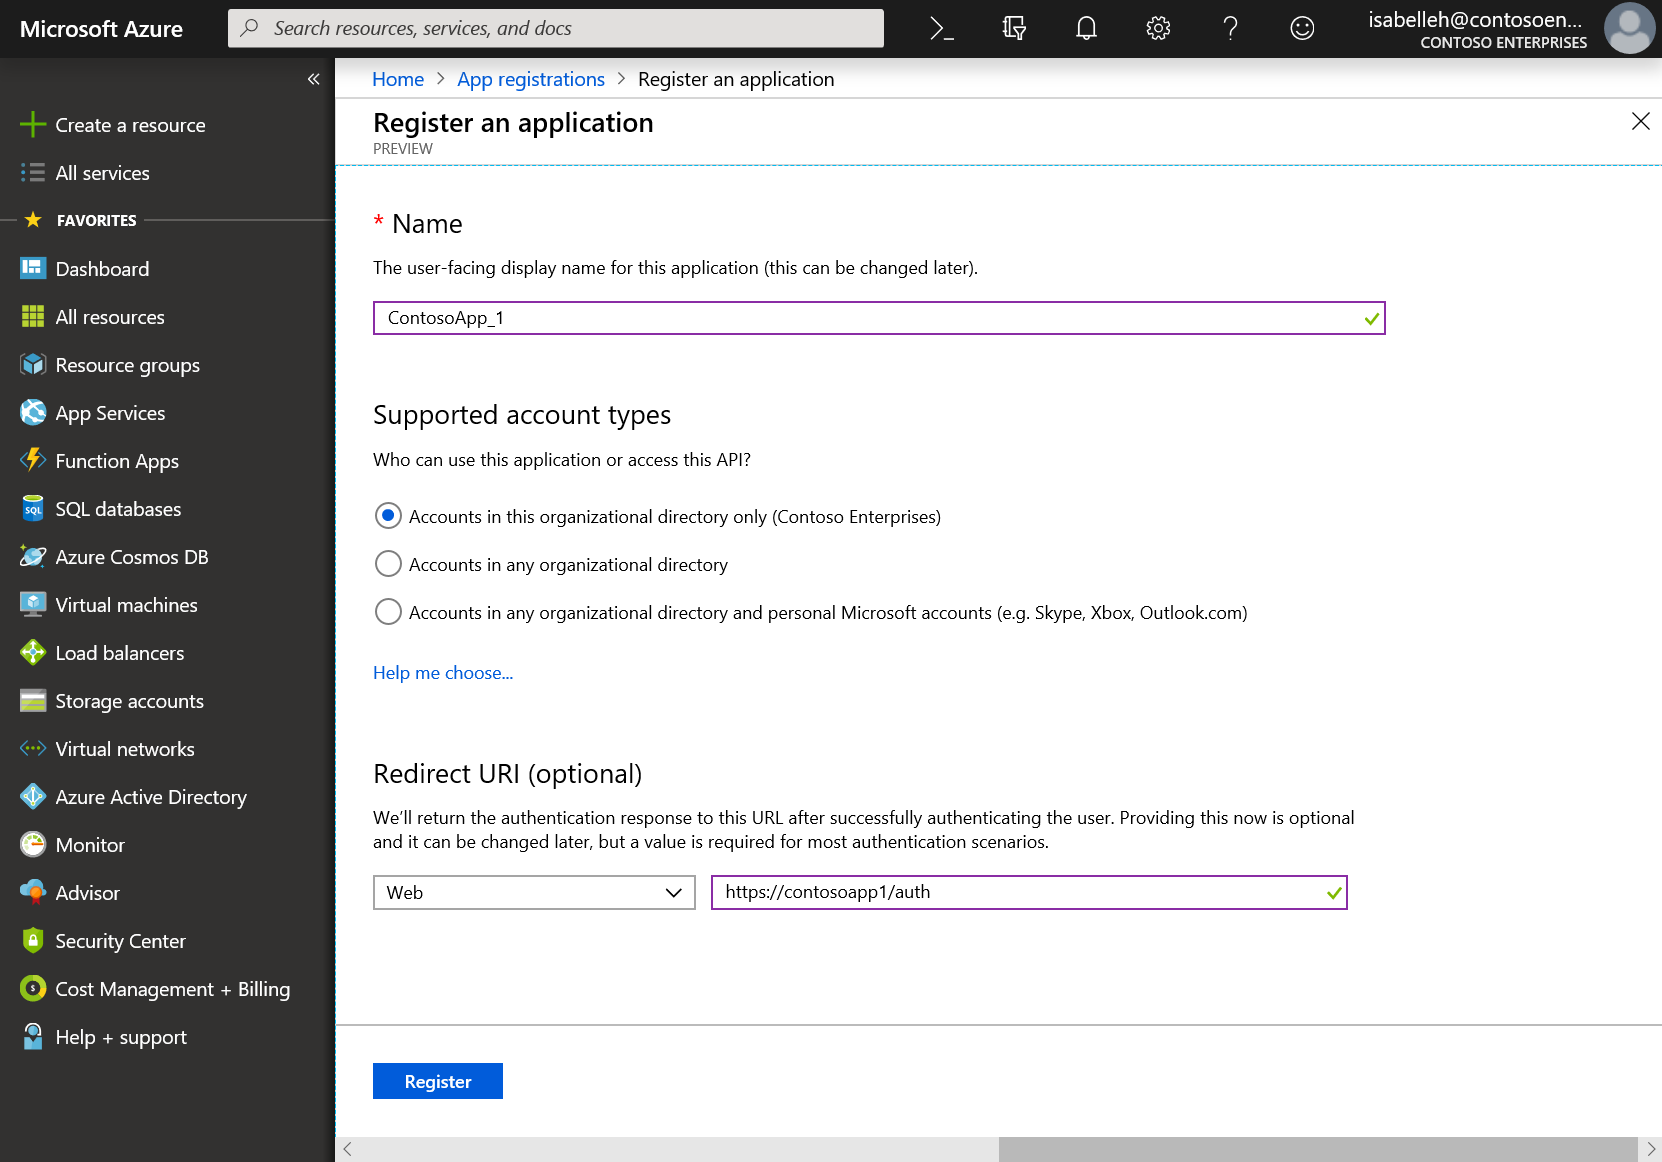 Microsoft Azure
Search resources, services, and docs
isabelleh@contosoen...
CONTOSO ENTERPRISES
Create a resource
All services
FAVORITES
Dashboard
All resources
Resource groups
App Services
Function Apps
SQL databases
Azure Cosmos DB
Virtual machines
Load balancers
Storage accounts
Virtual networks
Azure Active Directory
Monitor
Advisor
Security Center
Cost Management + Billing
Help + support
Home > App registrations > Register an application
Register an application
PREVIEW
* Name
The user-facing display name for this application (this can be changed later).
ContosoApp_1
Supported account types
Who can use this application or access this API?
Accounts in this organizational directory only (Contoso Enterprises)
Accounts in any organizational directory
Accounts in any organizational directory and personal Microsoft accounts (e.g. Skype, Xbox, Outlook.com)
Help me choose...
Redirect URI (optional)
We'll return the authentication response to this URL after successfully authenticating the user. Providing this now is optional
and it can be changed later, but a value is required for most authentication scenarios.
Web
https://contosoapp1/auth
Register